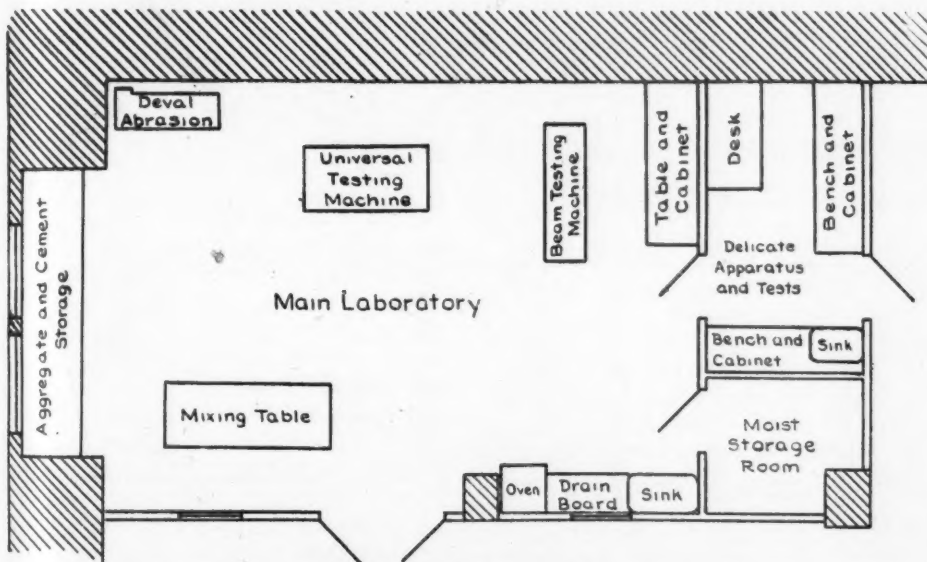 Deval
Abrasion
Universal
Testing
Machine
Beam Testing
Machine
Table and
Cabinet
Desk
Bench and
Cabinet
Aggregate and Cement
Storage
Delicate
Apparatus
and Tests
Main Laboratory
Bench and
Cabinet
Sink
Mixing Table
Moist
Storage
Room
Oven
Drain
Board
Sink